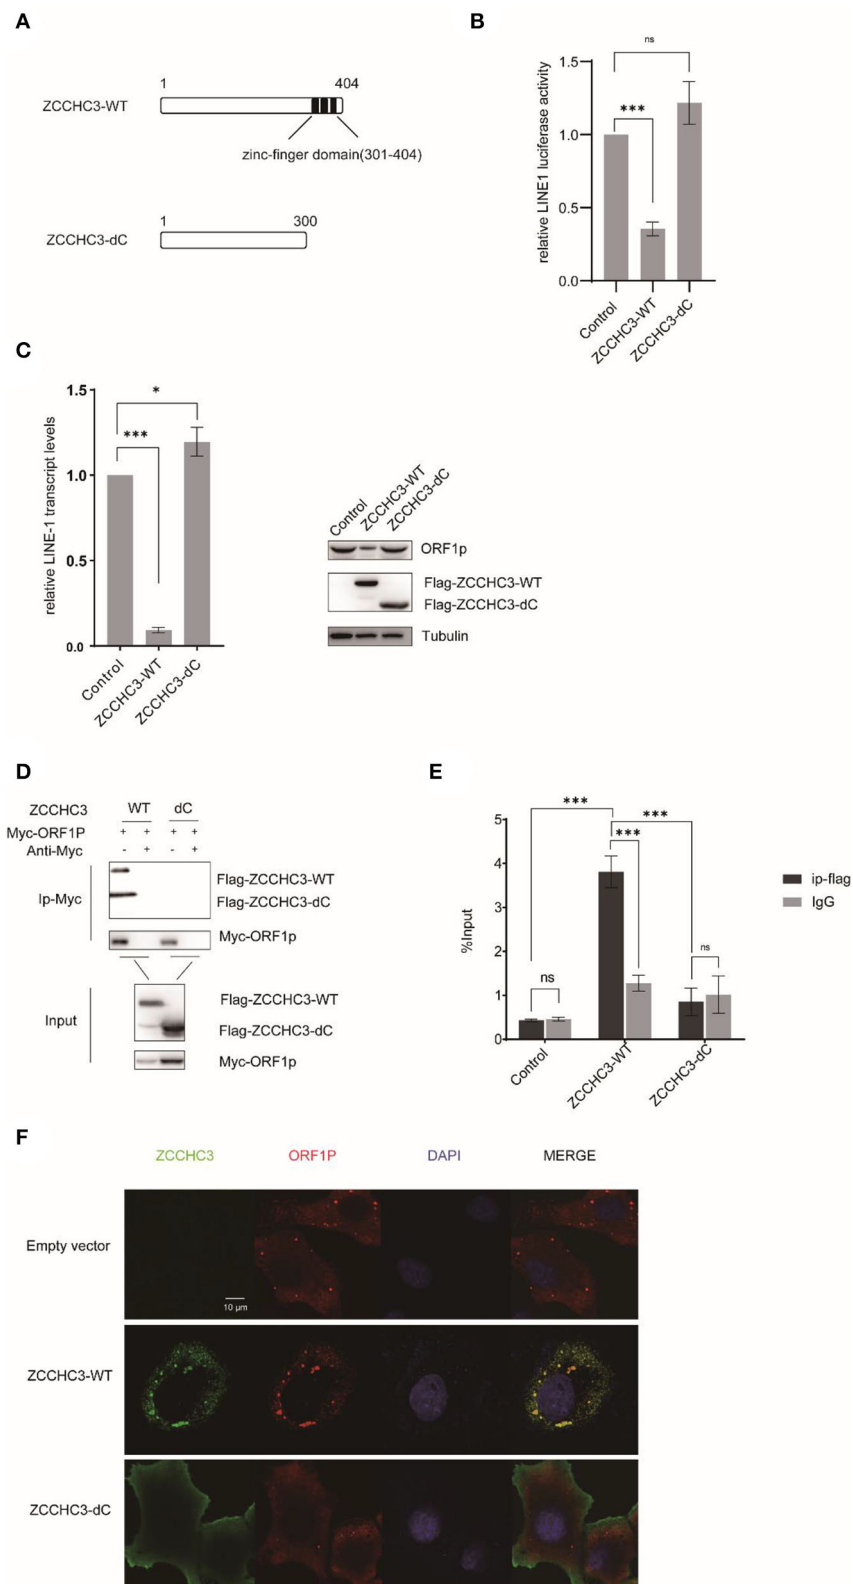 A
1 404
ZCCHC3-WT
zinc-finger domain(301-404)
1 300
ZCCHC3-dC
B
relative LINE1 luciferase activity
1.5
1.0
0.5
0.0
ns
***
Control
ZCCHC3-WT
ZCCHC3-dC
C
relative LINE-1 transcript levels
1.5
1.0
0.5
0.0
*
***
Control
ZCCHC3-WT
ZCCHC3-dC
Control
ZCCHC3-WT
ZCCHC3-dC
ORF1p
Flag-ZCCHC3-WT
Flag-ZCCHC3-dC
Tubulin
D
ZCCHC3 WT dC
Myc-ORF1P + + + +
Anti-Myc - + - +
Ip-Myc
Flag-ZCCHC3-WT
Flag-ZCCHC3-dC
Myc-ORF1p
Input
Flag-ZCCHC3-WT
Flag-ZCCHC3-dC
Myc-ORF1p
E
%Input
5
4
3
2
1
0
***
***
***
ns
ns
Control
ZCCHC3-WT
ZCCHC3-dC
ip-flag
IgG
F
ZCCHC3 ORF1P DAPI MERGE
Empty vector
10 µm
ZCCHC3-WT
ZCCHC3-dC